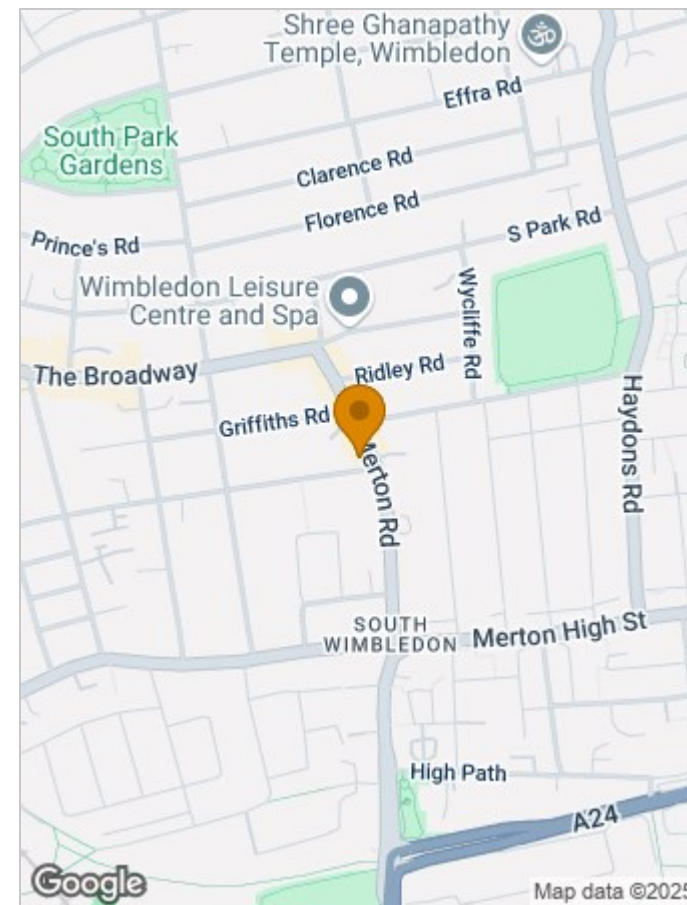 Shree Ghanapathy
Temple, Wimbledon
ॐ
Effra Rd
South Park
Gardens
Clarence Rd
Florence Rd
Prince's Rd
S Park Rd
Wimbledon Leisure
Centre and Spa
Wycliffe Rd
The Broadway
Ridley Rd
Griffiths Rd
Merton Rd
Haydons Rd
SOUTH
WIMBLEDON
Merton High St
High Path
A24
Google
Map data ©2025